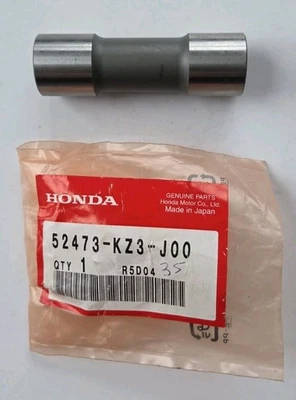 HONDA
GENUINE PARTS
Honda Motor Co., Ltd.
Made in Japan
52473-KZ3-J00
QTY 1 R5D04 35